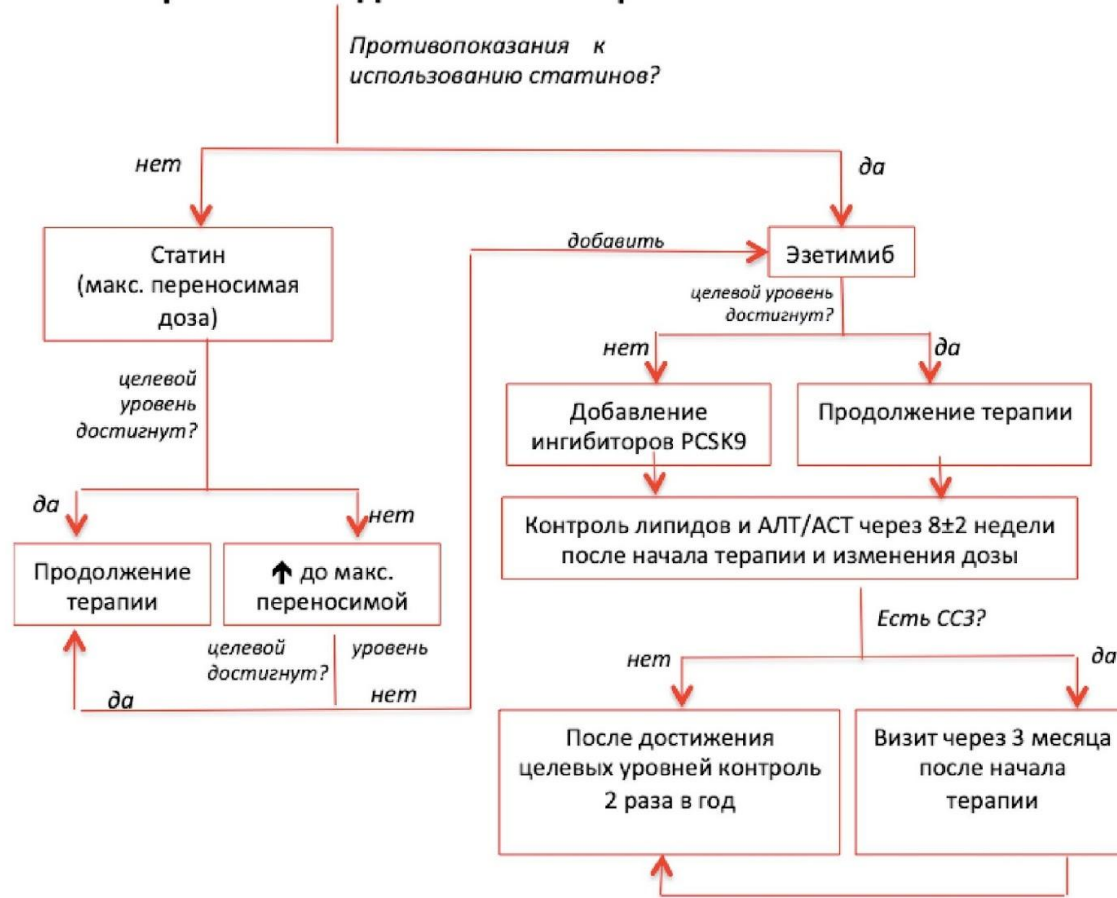 Противопоказания к
использованию статинов?
нет
да
Статин
(макс. переносимая
доза)
добавить
Эзетимиб
целевой уровень
достигнут?
нет
да
целевой
уровень
достигнут?
Добавление
ингибиторов PCSK9
Продолжение терапии
да
нет
Контроль липидов и АЛТ/АСТ через 8±2 недели
после начала терапии и изменения дозы
Продолжение
терапии
↑ до макс.
переносимой
Есть ССЗ?
целевой уровень
достигнут?
да
нет
нет
да
После достижения
целевых уровней контроль
2 раза в год
Визит через 3 месяца
после начала
терапии